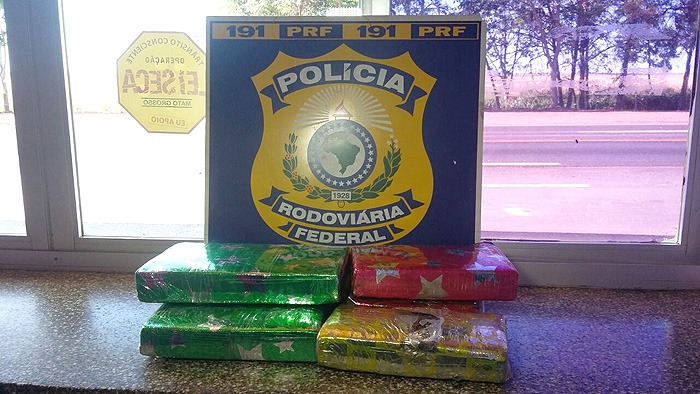 191 PRF 191 PRF
POLÍCIA
1928
RODOVIÁRIA
FEDERAL
TRÂNSITO CONSCIENTE
OPERAÇÃO
LEI SECA
MATO GROSSO
EU APOIO